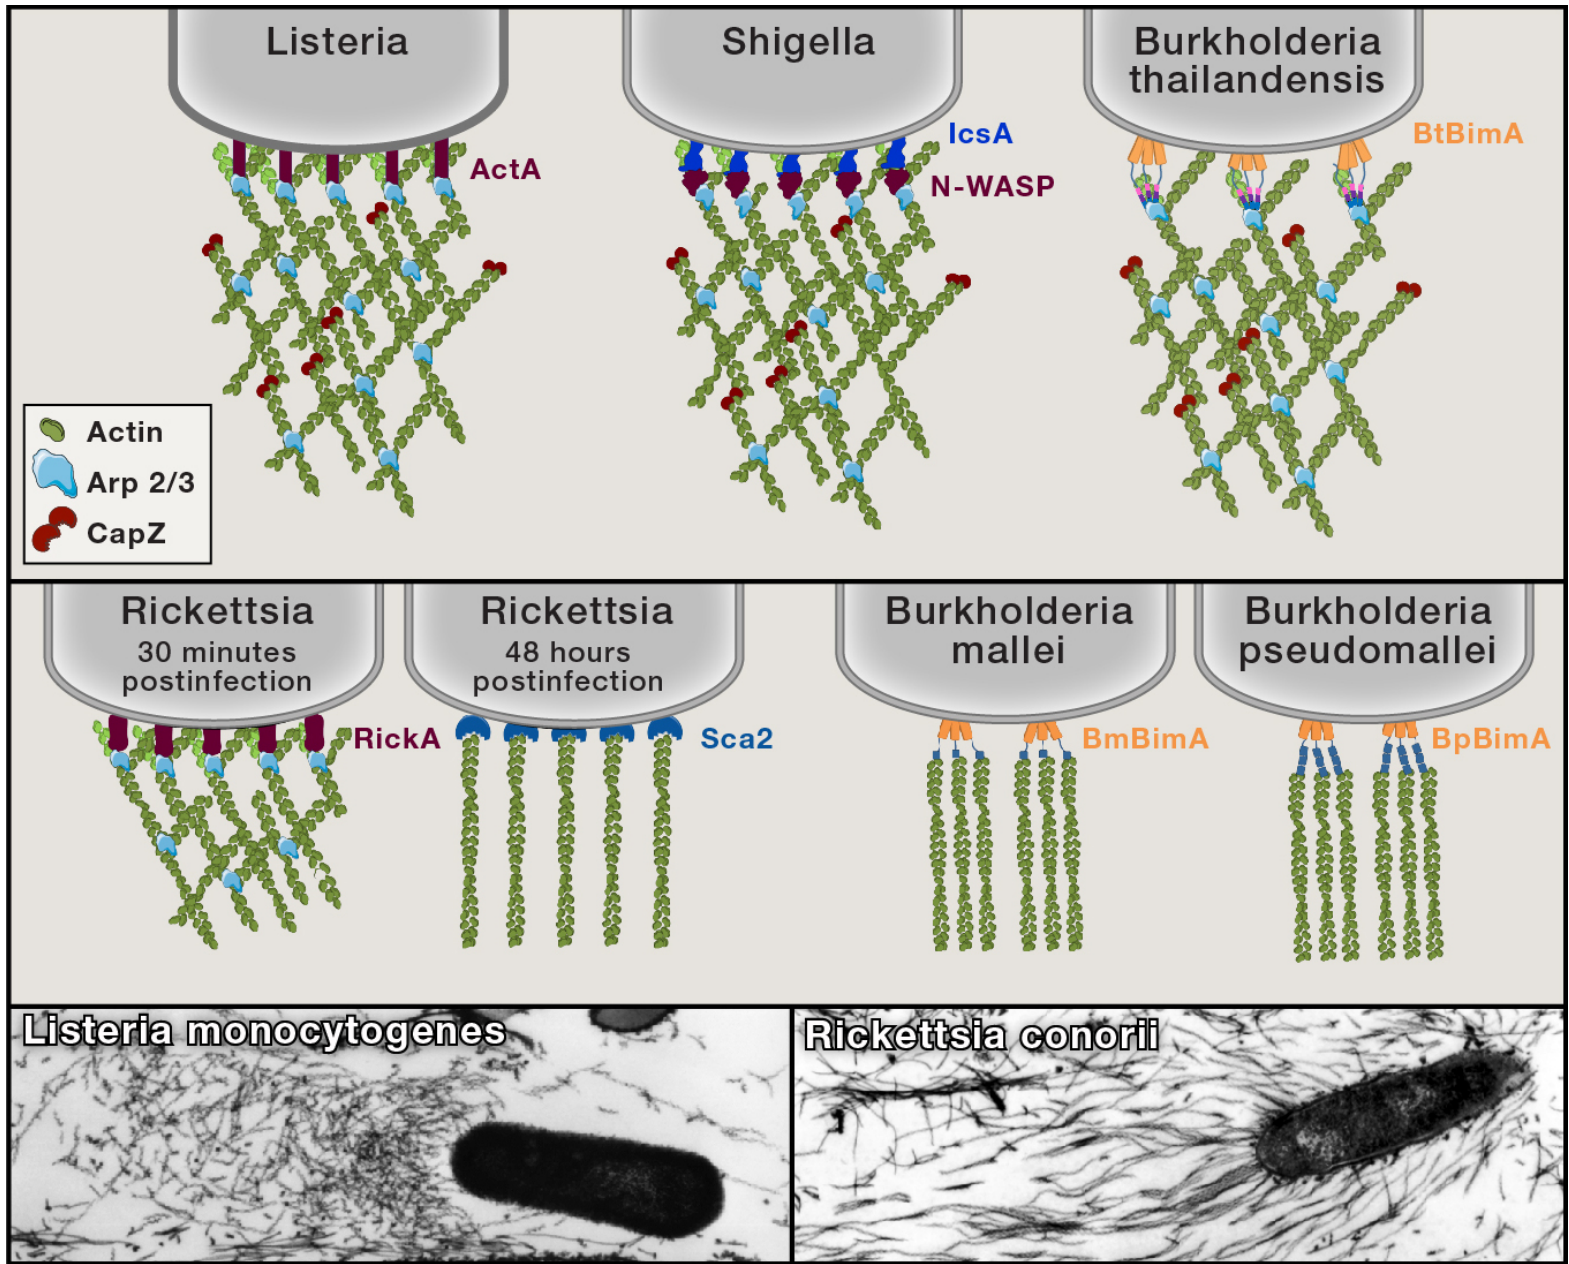 Listeria
Shigella
Burkholderia
thailandensis
ActA
IcsA
N-WASP
BtBimA
Actin
Arp 2/3
CapZ
Rickettsia
30 minutes
postinfection
Rickettsia
48 hours
postinfection
Burkholderia
mallei
Burkholderia
pseudomallei
RickA
Sca2
BmBimA
BpBimA
Listeria monocytogenes
Rickettsia conorii